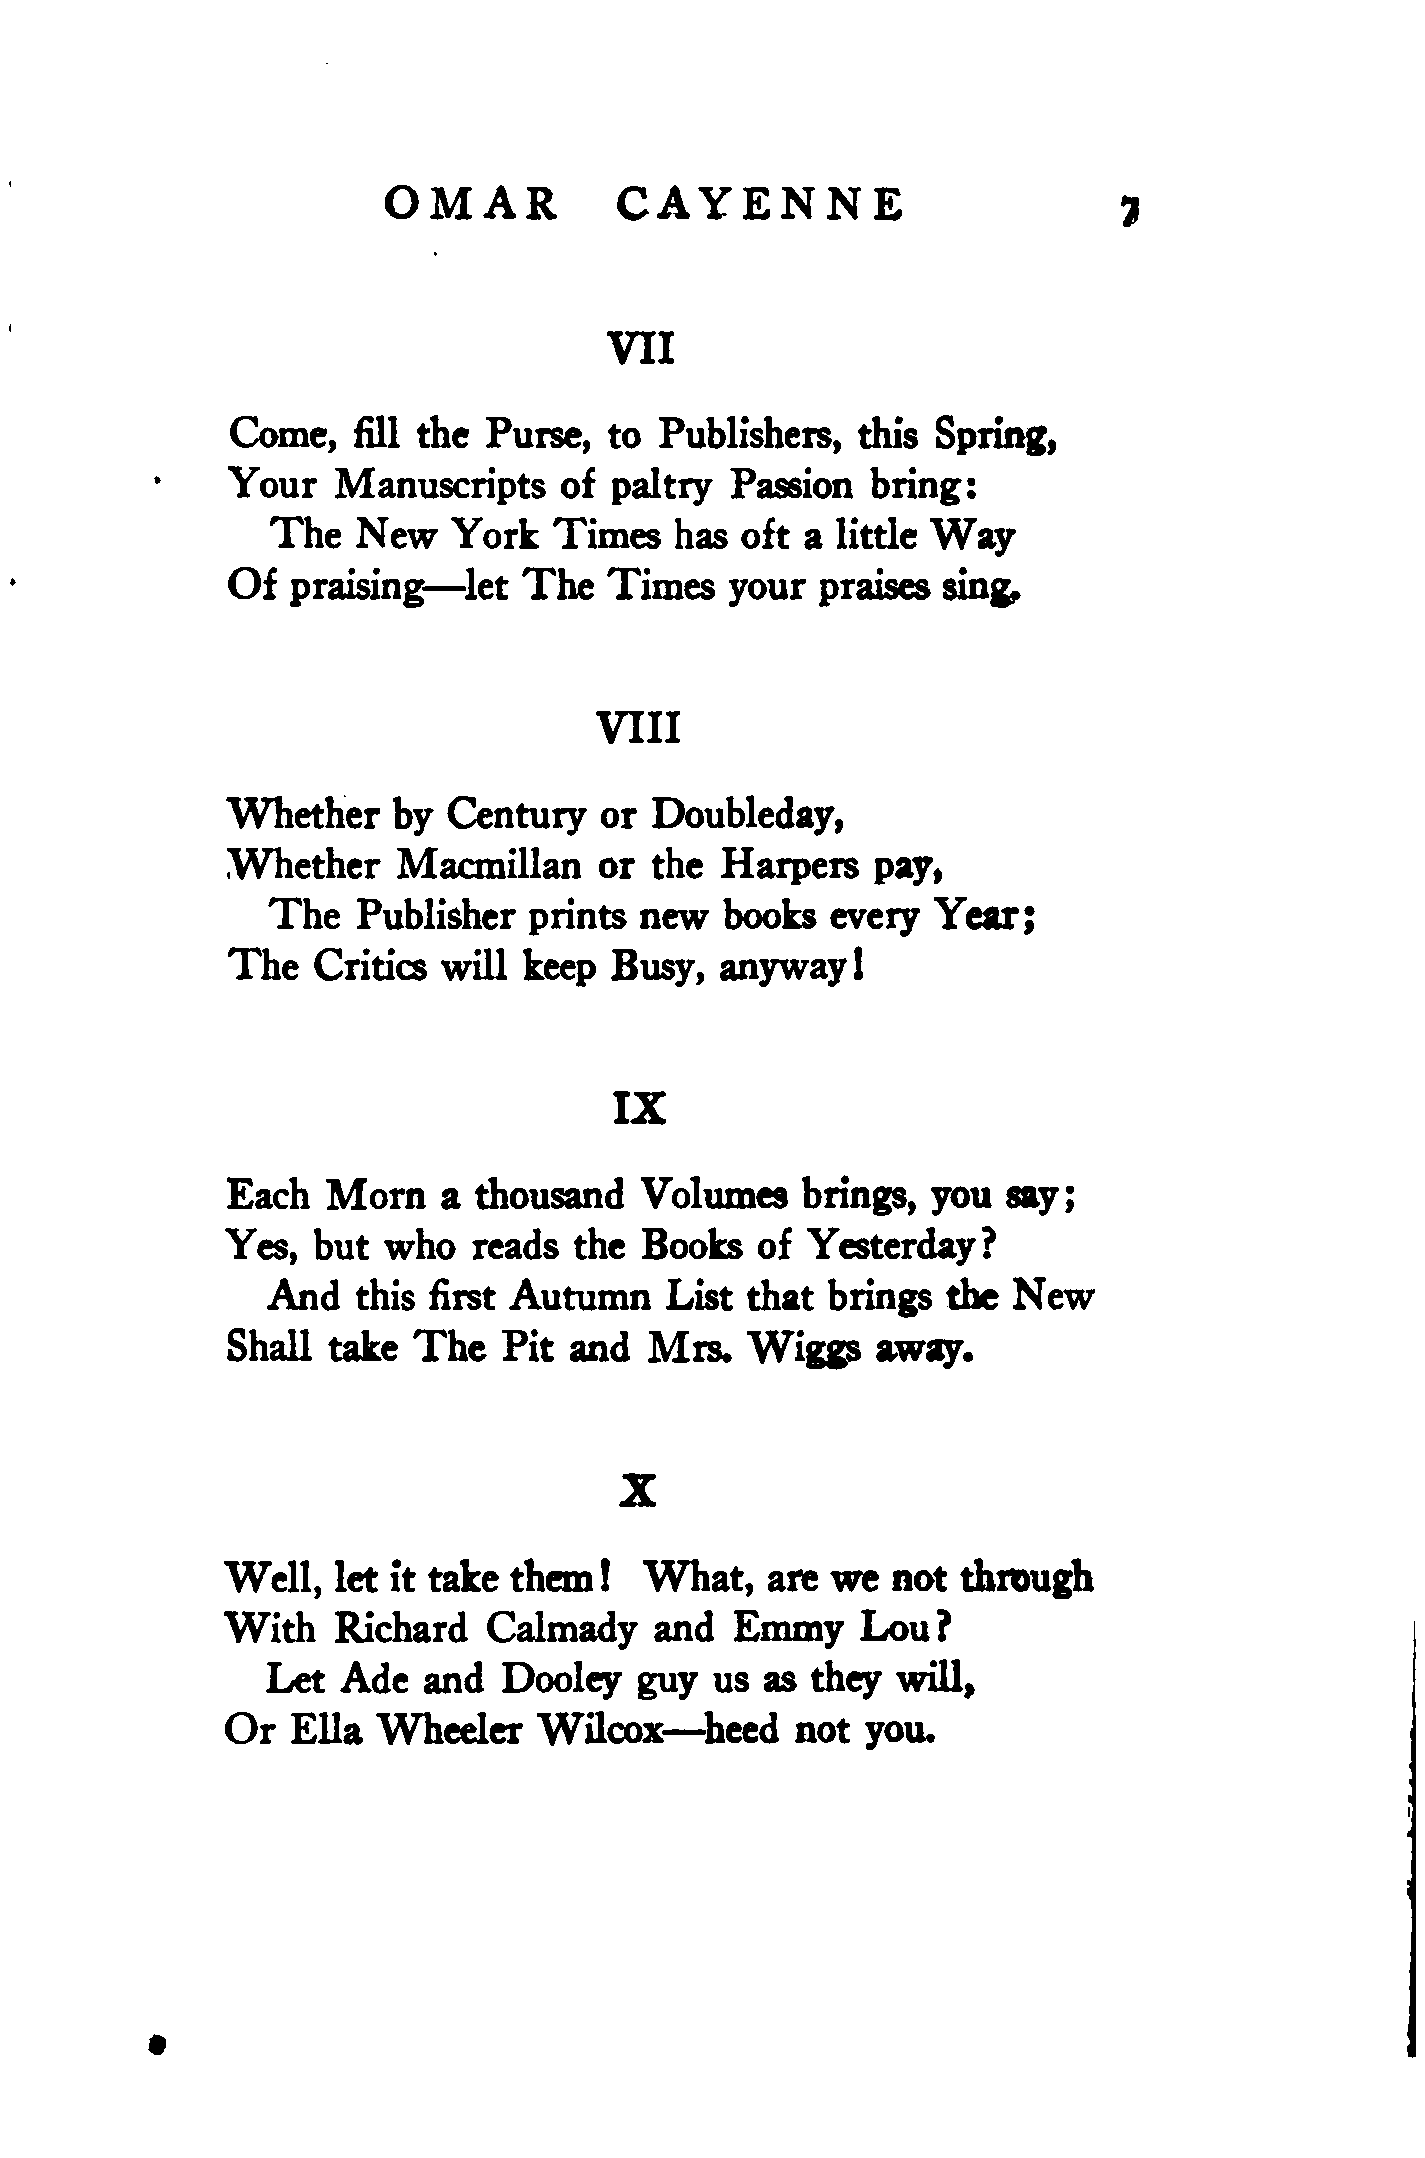 OMAR CAYENNE 7
VII
Come, fill the Purse, to Publishers, this Spring,
Your Manuscripts of paltry Passion bring:
The New York Times has oft a little Way
Of praising—let The Times your praises sing.
VIII
Whether by Century or Doubleday,
Whether Macmillan or the Harpers pay,
The Publisher prints new books every Year;
The Critics will keep Busy, anyway!
IX
Each Morn a thousand Volumes brings, you say;
Yes, but who reads the Books of Yesterday?
And this first Autumn List that brings the New
Shall take The Pit and Mrs. Wiggs away.
X
Well, let it take them! What, are we not through
With Richard Calmady and Emmy Lou?
Let Ade and Dooley guy us as they will,
Or Ella Wheeler Wilcox—heed not you.